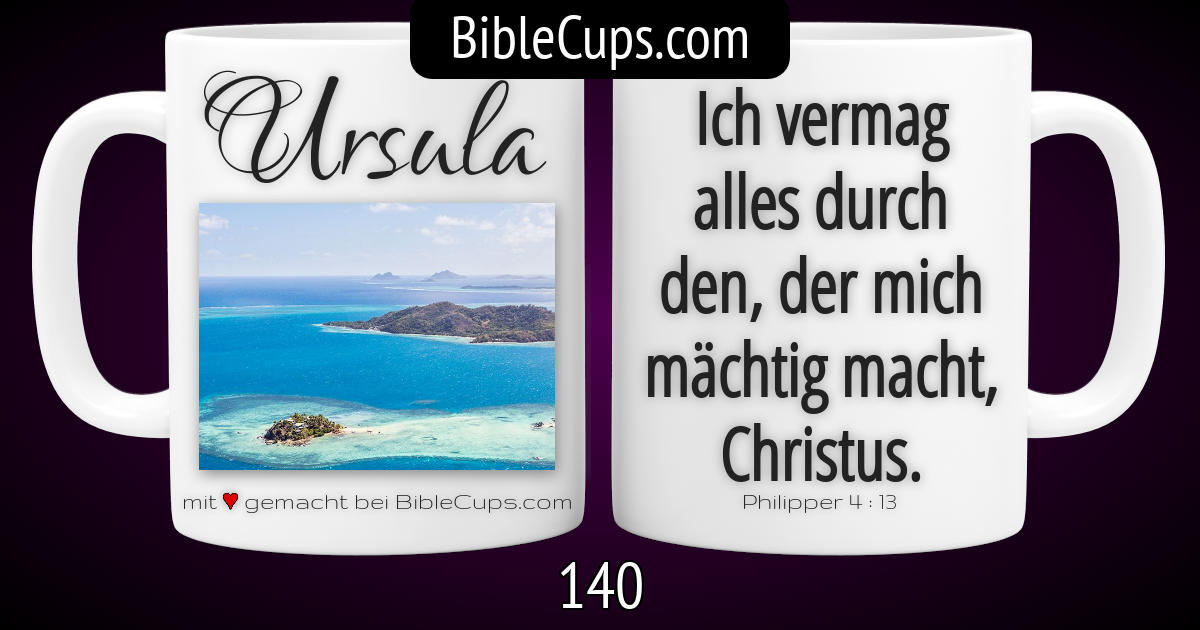 BibleCups.com
Ursula
mit ♥ gemacht bei BibleCups.com
Ich vermag
alles durch
den, der mich
mächtig macht,
Christus.
Philipper 4 : 13
140